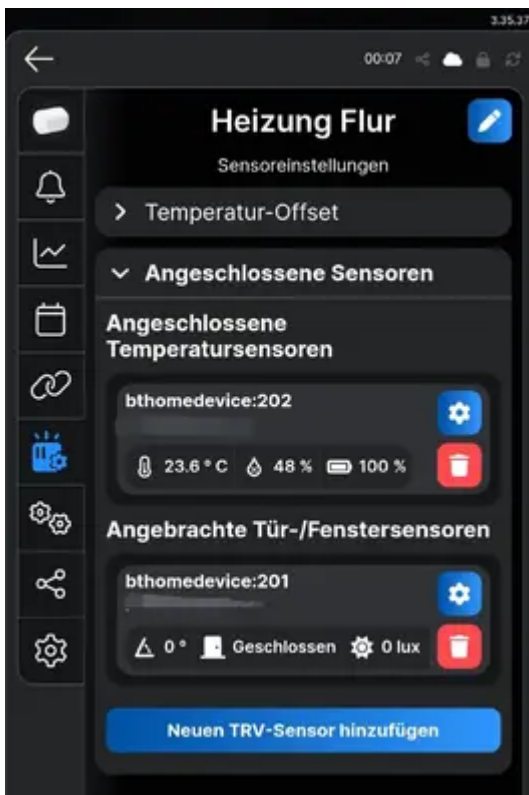 3.35.37
00:07
Heizung Flur
Sensoreinstellungen
Temperatur-Offset
Angeschlossene Sensoren
Angeschlossene
Temperatursensoren
bthomedevice:202
23.6 ° C 48 % 100 %
Angebrachte Tür-/Fenstersensoren
bthomedevice:201
0 ° Geschlossen 0 lux
Neuen TRV-Sensor hinzufügen